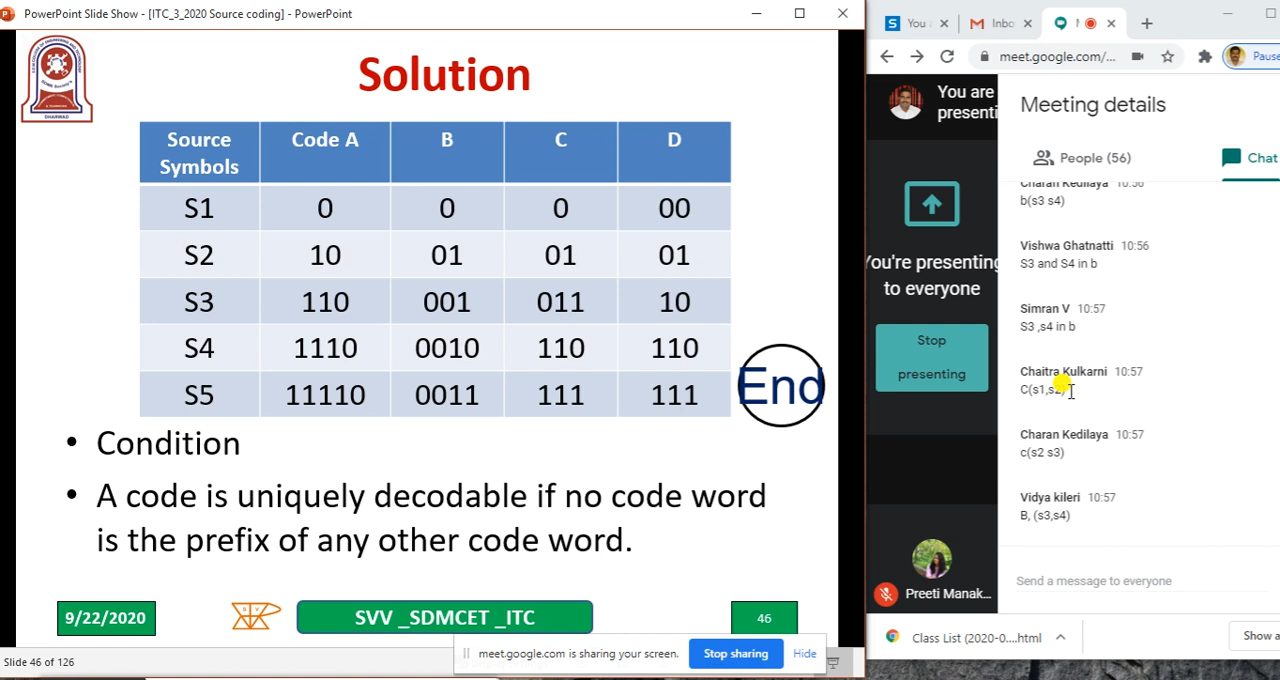 PowerPoint Slide Show - [ITC_3_2020 Source coding] - PowerPoint
Solution
Source Symbols Code A B C D
S1 0 0 0 00
S2 10 01 01 01
S3 110 001 011 10
S4 1110 0010 110 110
S5 11110 0011 111 111
End
• Condition
• A code is uniquely decodable if no code word
is the prefix of any other code word.
DHARWAD
9/22/2020
SVV _SDMCET _ITC
46
meet.google.com is sharing your screen.
Stop sharing
Hide
Slide 46 of 126
You a
Inbo
meet.google.com/...
Pause
You are
presenti
You're presenting
to everyone
Stop
presenting
Preeti Manak...
Meeting details
People (56)
Chat
Charan Kedilaya 10:56
b(s3 s4)
Vishwa Ghatnatti 10:56
S3 and S4 in b
Simran V 10:57
S3 ,s4 in b
Chaitra Kulkarni 10:57
C(s1,s2)
Charan Kedilaya 10:57
c(s2 s3)
Vidya kileri 10:57
B, (s3,s4)
Send a message to everyone
Class List (2020-0....html
Show a